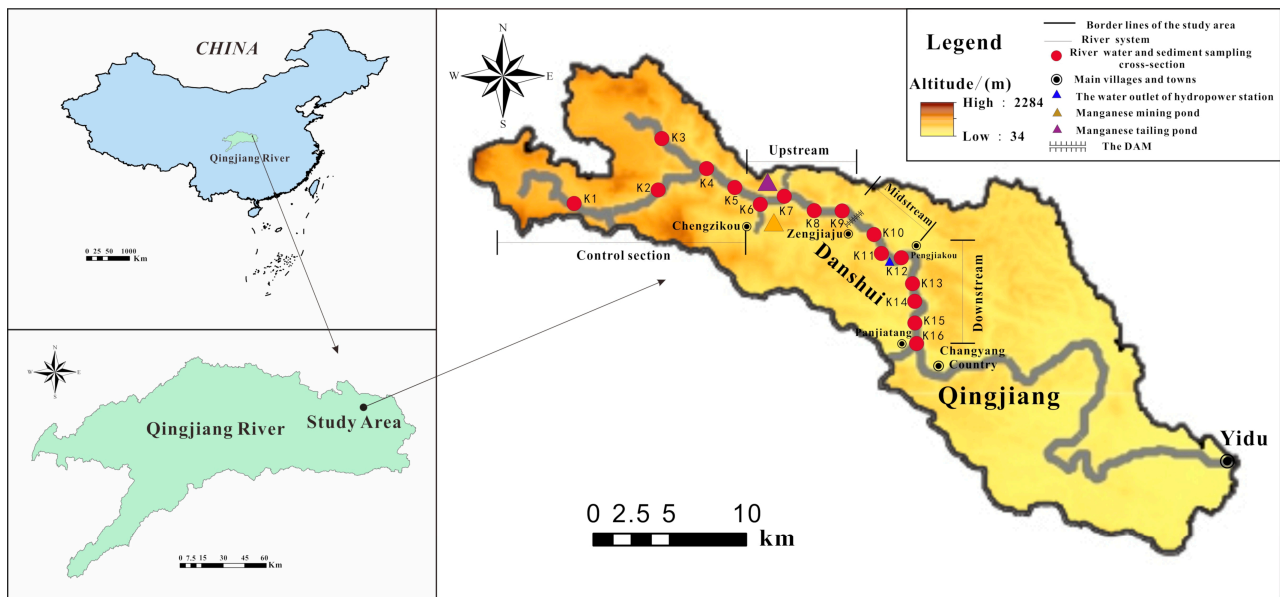 CHINA
Qingjiang River
0 25 50 100 1000
Km
N
W E
S
Qingjiang River
Study Area
0 7.5 15 30 45 60
Km
N
W E
S
Legend
Altitude/(m)
High : 2284
Low : 34
Border lines of the study area
River system
River water and sediment sampling
cross-section
Main villages and towns
The water outlet of hydropower station
Manganese mining pond
Manganese tailing pond
The DAM
K3
Upstream
K4
K2
K5
K1
K6
K7
Midstream
Chengzikou
K8
K9
Zengjiaju
K10
Control section
K11
Pengjiakou
K12
Danshui
K13
Downstream
K14
K15
Panjiatang
K16
Changyang
Country
Qingjiang
Yidu
0 2.5 5 10
km